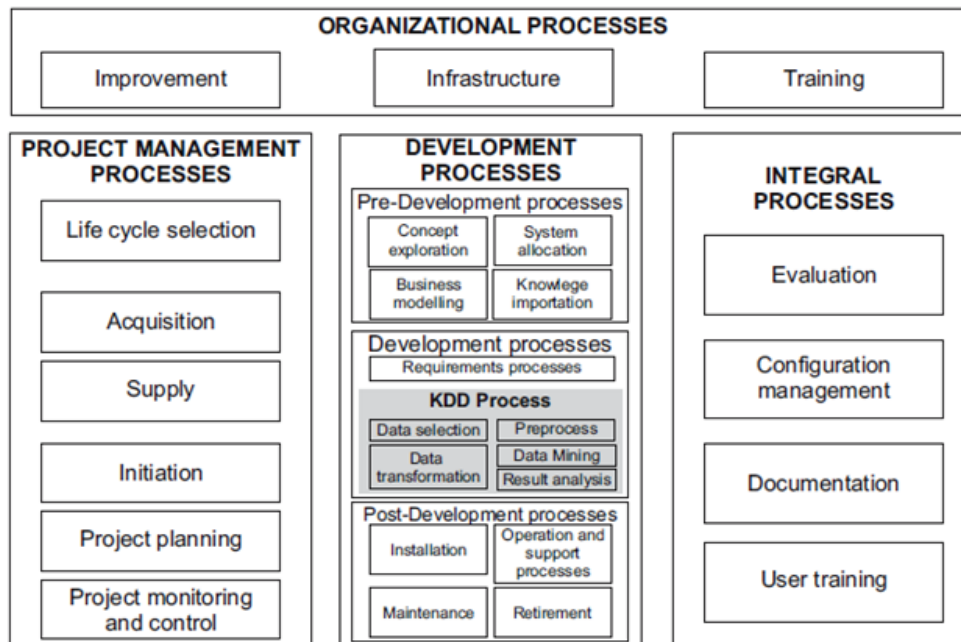 ORGANIZATIONAL PROCESSES
Improvement
Infrastructure
Training
PROJECT MANAGEMENT
PROCESSES
Life cycle selection
Acquisition
Supply
Initiation
Project planning
Project monitoring
and control
DEVELOPMENT
PROCESSES
Pre-Development processes
Concept
exploration
System
allocation
Business
modelling
Knowlege
importation
Development processes
Requirements processes
KDD Process
Data selection
Preprocess
Data
transformation
Data Mining
Result analysis
Post-Development processes
Installation
Operation and
support
processes
Maintenance
Retirement
INTEGRAL
PROCESSES
Evaluation
Configuration
management
Documentation
User training